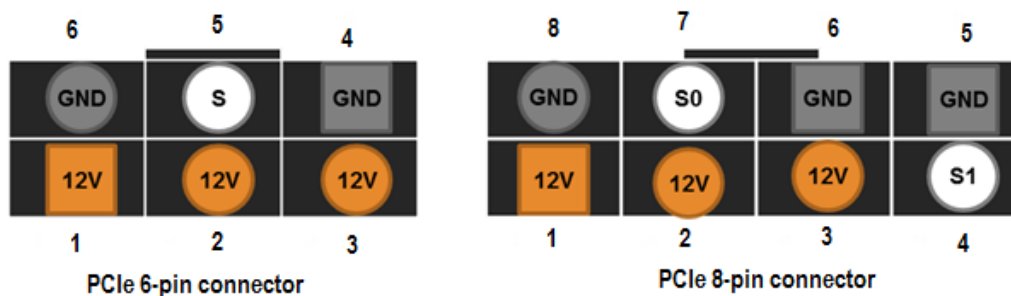 6 5 4
GND S GND
12V 12V 12V
1 2 3
PCIe 6-pin connector
8 7 6 5
GND S0 GND GND
12V 12V 12V S1
1 2 3 4
PCIe 8-pin connector